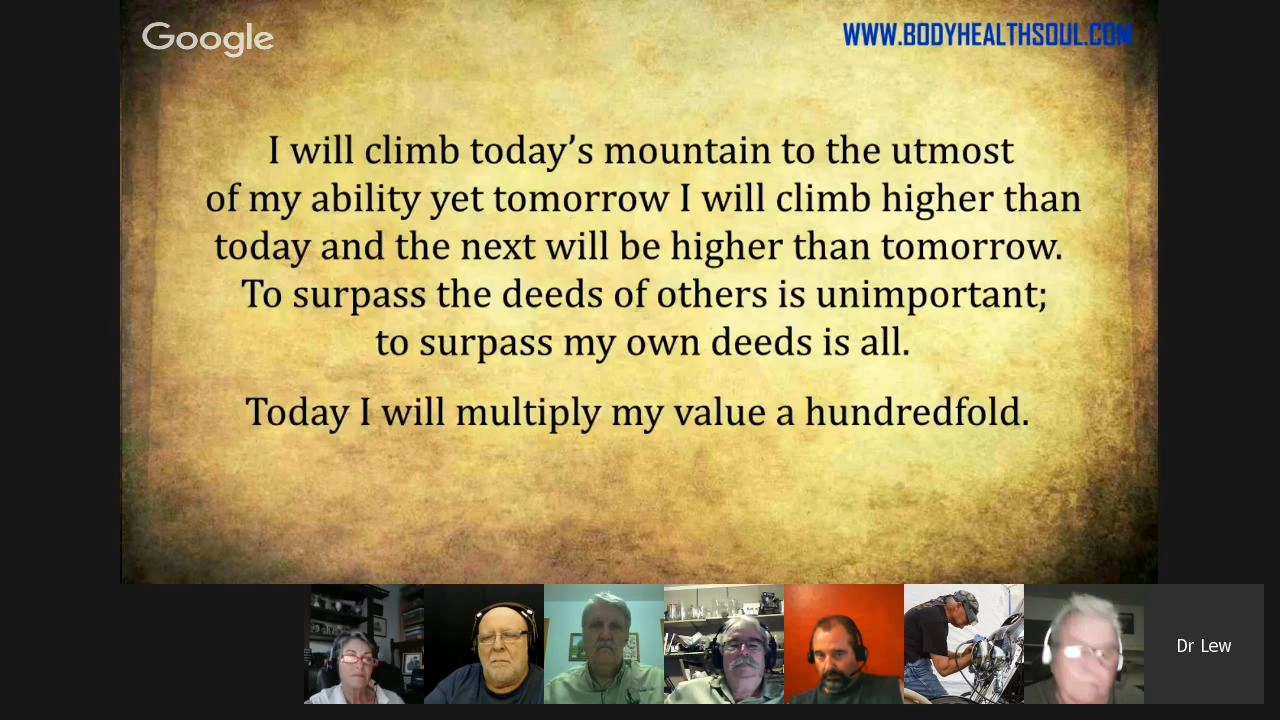 Google
WWW.BODYHEALTHSOUL.COM
I will climb today’s mountain to the utmost
of my ability yet tomorrow I will climb higher than
today and the next will be higher than tomorrow.
To surpass the deeds of others is unimportant;
to surpass my own deeds is all.
Today I will multiply my value a hundredfold.
Dr Lew